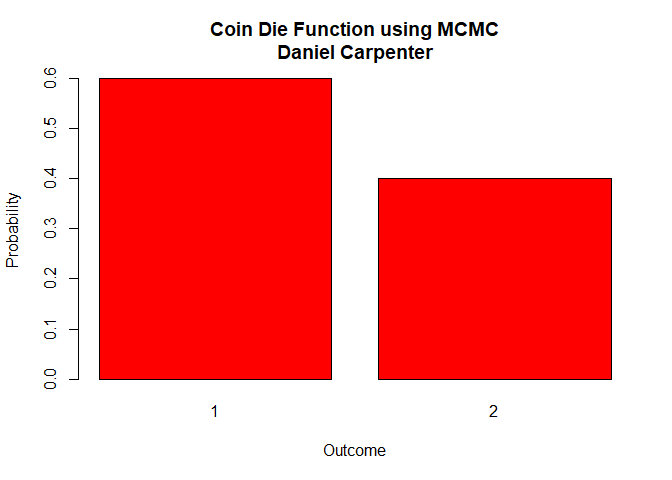 Coin Die Function using MCMC
Daniel Carpenter
Probability
0.6
0.5
0.4
0.3
0.2
0.1
0.0
1 2
Outcome